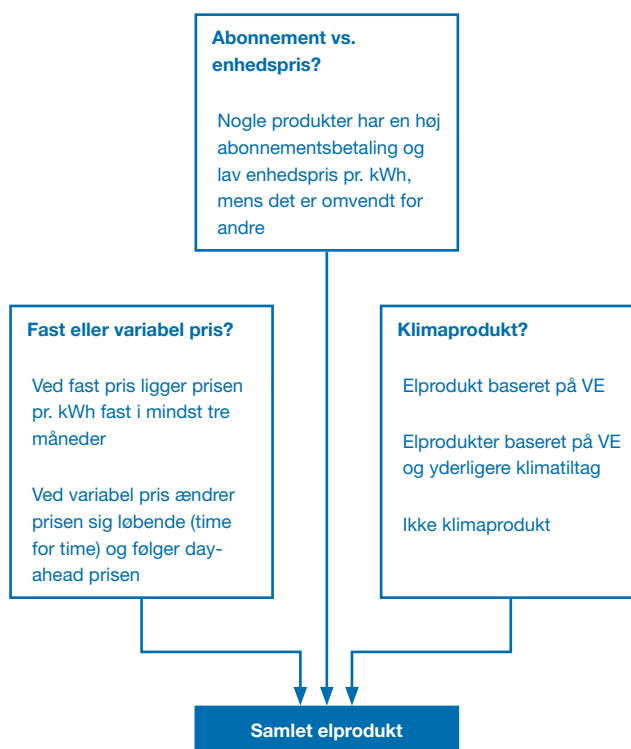 Abonnement vs.
enhedspris?
Nogle produkter har en høj
abonnementsbetaling og
lav enhedspris pr. kWh,
mens det er omvendt for
andre
Fast eller variabel pris?
Ved fast pris ligger prisen
pr. kWh fast i mindst tre
måneder
Ved variabel pris ændrer
prisen sig løbende (time
for time) og følger day-
ahead prisen
Klimaprodukt?
Elprodukt baseret på VE
Elprodukter baseret på VE
og yderligere klimatiltag
Ikke klimaprodukt
Samlet elprodukt